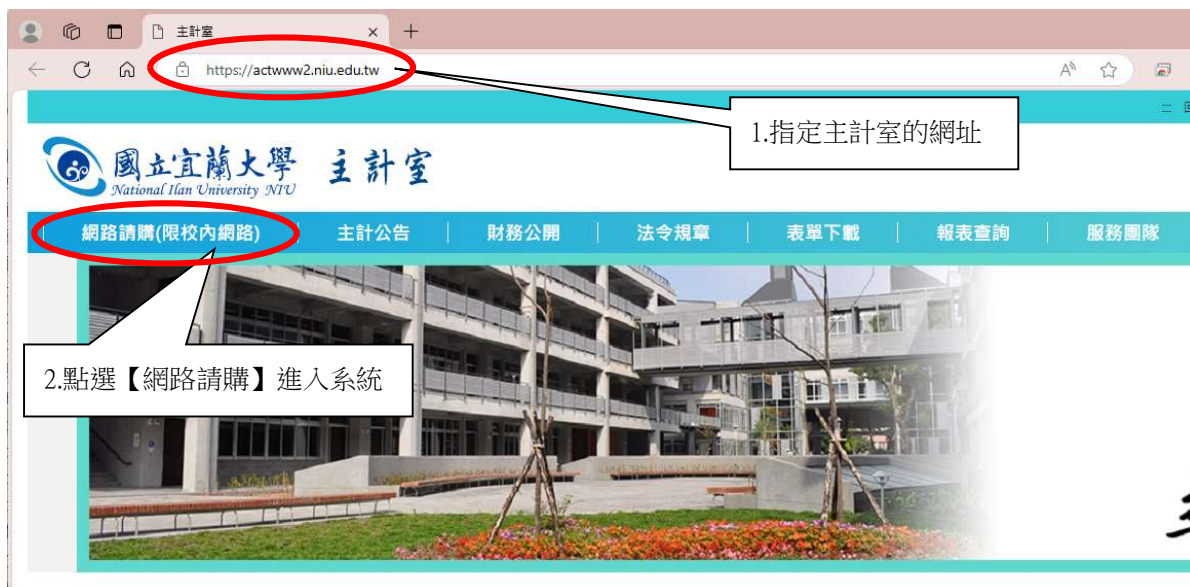 主計室
https://actwww2.niu.edu.tw
1.指定主計室的網址
國立宜蘭大學 主計室
National Ilan University NIU
網路請購(限校內網路) 主計公告 財務公開 法令規章 表單下載 報表查詢 服務團隊
2.點選【網路請購】進入系統